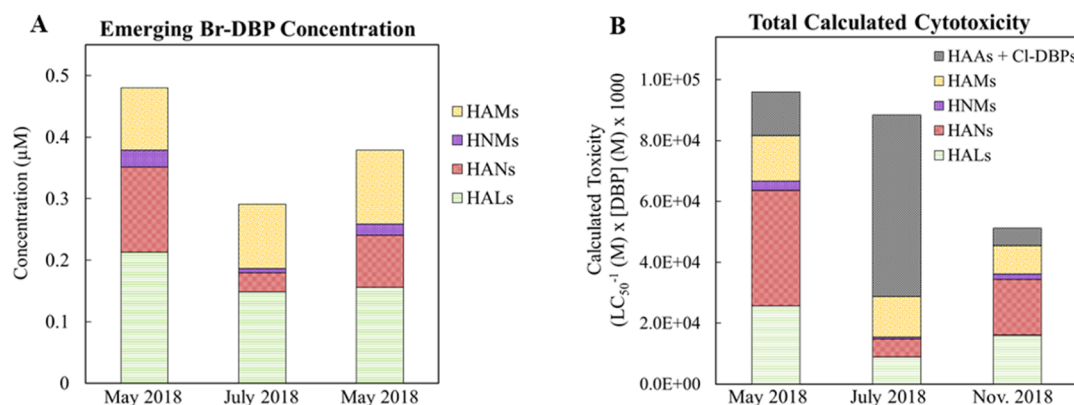 A
Emerging Br-DBP Concentration
Concentration (µM)
0.5
0.4
0.3
0.2
0.1
0
May 2018
July 2018
May 2018
HAMs
HNMs
HANs
HALs
B
Total Calculated Cytotoxicity
Calculated Toxicity
(LC50-1 (M) x [DBP] (M) x 1000
1.0E+05
8.0E+04
6.0E+04
4.0E+04
2.0E+04
0.0E+00
May 2018
July 2018
Nov. 2018
HAAs + Cl-DBPs
HAMs
HNMs
HANs
HALs